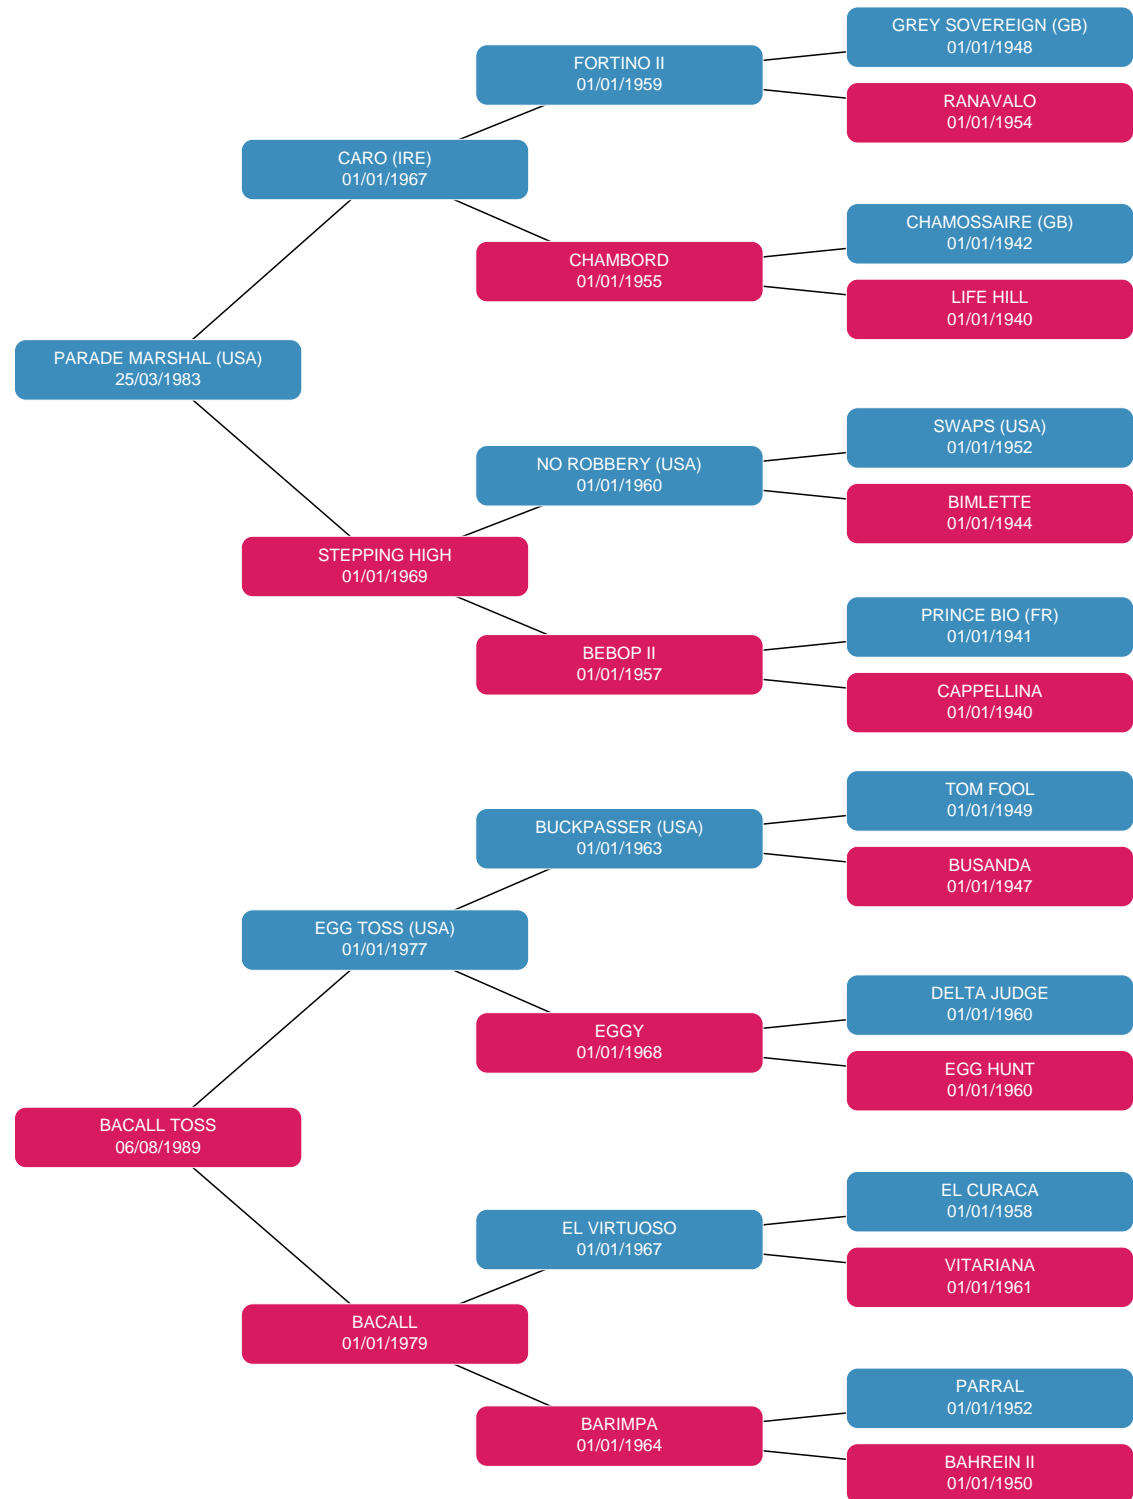 GREY SOVEREIGN (GB)
01/01/1948
FORTINO II
01/01/1959
RANAVALO
01/01/1954
CARO (IRE)
01/01/1967
CHAMOSSAIRE (GB)
01/01/1942
CHAMBORD
01/01/1955
LIFE HILL
01/01/1940
PARADE MARSHAL (USA)
25/03/1983
SWAPS (USA)
01/01/1952
NO ROBBERY (USA)
01/01/1960
BIMLETTE
01/01/1944
STEPPING HIGH
01/01/1969
PRINCE BIO (FR)
01/01/1941
BEBOP II
01/01/1957
CAPPELLINA
01/01/1940
TOM FOOL
01/01/1949
BUCKPASSER (USA)
01/01/1963
BUSANDA
01/01/1947
EGG TOSS (USA)
01/01/1977
DELTA JUDGE
01/01/1960
EGGY
01/01/1968
EGG HUNT
01/01/1960
BACALL TOSS
06/08/1989
EL CURACA
01/01/1958
EL VIRTUOSO
01/01/1967
VITARIANA
01/01/1961
BACALL
01/01/1979
PARRAL
01/01/1952
BARIMPA
01/01/1964
BAHREIN II
01/01/1950